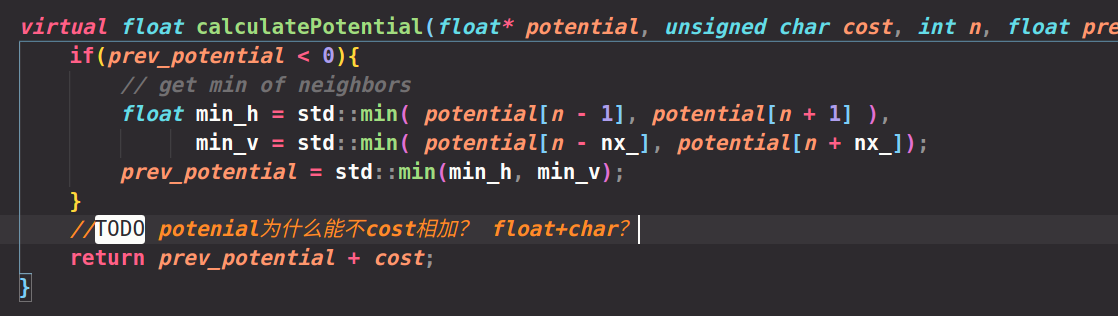 virtual float calculatePotential(float* potential, unsigned char cost, int n, float pre
if(prev_potential < 0){
// get min of neighbors
float min_h = std::min( potential[n - 1], potential[n + 1] ),
min_v = std::min( potential[n - nx_], potential[n + nx_]);
prev_potential = std::min(min_h, min_v);
}
//TODO potenial为什么能不cost相加? float+char?
return prev_potential + cost;
}